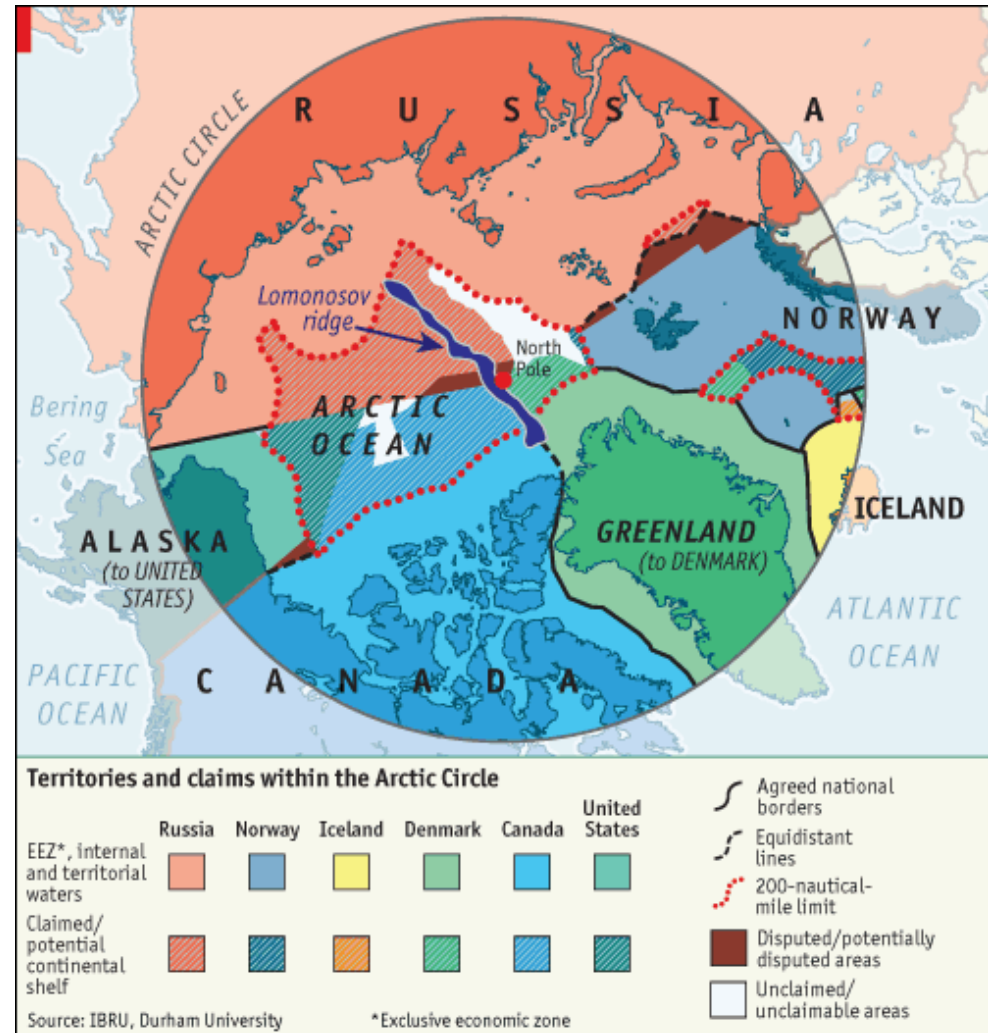 RUSSIA
ARCTIC CIRCLE
Lomonosov
ridge
North
Pole
NORWAY
ARCTIC
OCEAN
Bering
Sea
ICELAND
ALASKA
(to UNITED
STATES)
GREENLAND
(to DENMARK)
ATLANTIC
OCEAN
PACIFIC
OCEAN
CANADA
Territories and claims within the Arctic Circle
Russia Norway Iceland Denmark Canada United
States
EEZ*, internal
and territorial
waters
Claimed/
potential
continental
shelf
Agreed national
borders
Equidistant
lines
200-nautical-
mile limit
Disputed/potentially
disputed areas
Unclaimed/
unclaimable areas
Source: IBRU, Durham University *Exclusive economic zone